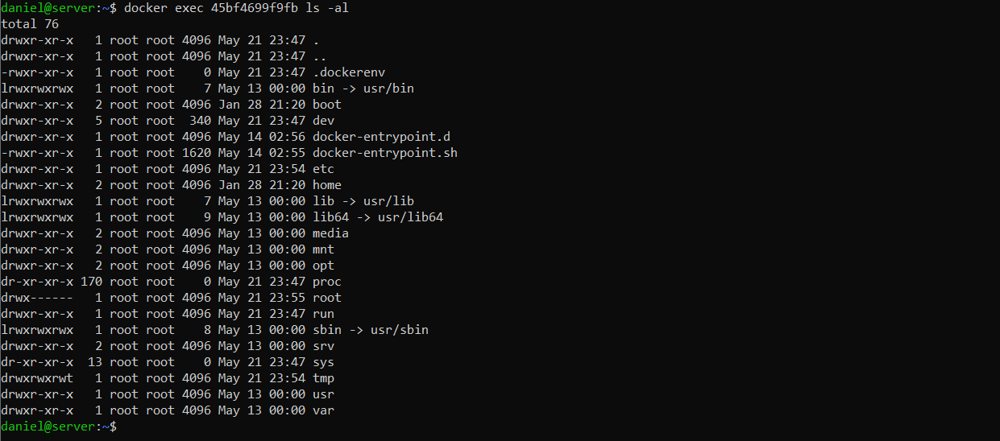 daniel@server:~$ docker exec 45bf4699f9fb ls -al
total 76
drwxr-xr-x   1 root root 4096 May 21 23:47 .
drwxr-xr-x   1 root root 4096 May 21 23:47 ..
-rwxr-xr-x   1 root root    0 May 21 23:47 .dockerenv
lrwxrwxrwx   1 root root    7 May 13 00:00 bin -> usr/bin
drwxr-xr-x   2 root root 4096 Jan 28 21:20 boot
drwxr-xr-x   5 root root  340 May 21 23:47 dev
drwxr-xr-x   1 root root 4096 May 14 02:56 docker-entrypoint.d
-rwxr-xr-x   1 root root 1620 May 14 02:55 docker-entrypoint.sh
drwxr-xr-x   1 root root 4096 May 21 23:54 etc
drwxr-xr-x   2 root root 4096 Jan 28 21:20 home
lrwxrwxrwx   1 root root    7 May 13 00:00 lib -> usr/lib
lrwxrwxrwx   1 root root    9 May 13 00:00 lib64 -> usr/lib64
drwxr-xr-x   2 root root 4096 May 13 00:00 media
drwxr-xr-x   2 root root 4096 May 13 00:00 mnt
drwxr-xr-x   2 root root 4096 May 13 00:00 opt
dr-xr-xr-x 170 root root    0 May 21 23:47 proc
drwx------   1 root root 4096 May 21 23:55 root
drwxr-xr-x   1 root root 4096 May 21 23:47 run
lrwxrwxrwx   1 root root    8 May 13 00:00 sbin -> usr/sbin
drwxr-xr-x   2 root root 4096 May 13 00:00 srv
dr-xr-xr-x  13 root root    0 May 21 23:47 sys
drwxrwxrwt   1 root root 4096 May 21 23:54 tmp
drwxr-xr-x   1 root root 4096 May 13 00:00 usr
drwxr-xr-x   1 root root 4096 May 13 00:00 var
daniel@server:~$